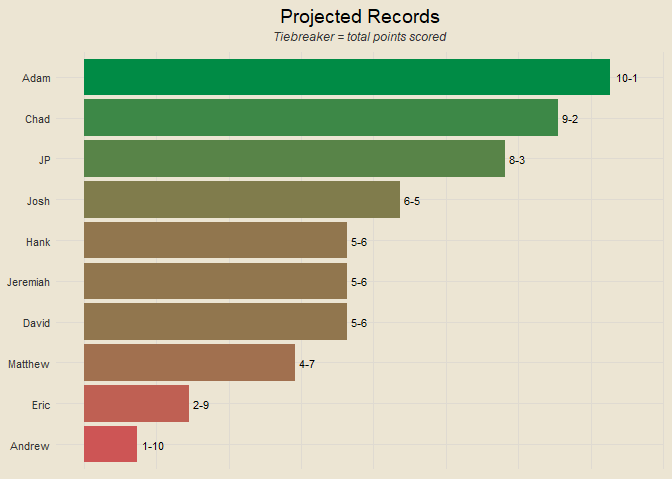 Projected Records
Tiebreaker = total points scored
Adam 10-1
Chad 9-2
JP 8-3
Josh 6-5
Hank 5-6
Jeremiah 5-6
David 5-6
Matthew 4-7
Eric 2-9
Andrew 1-10